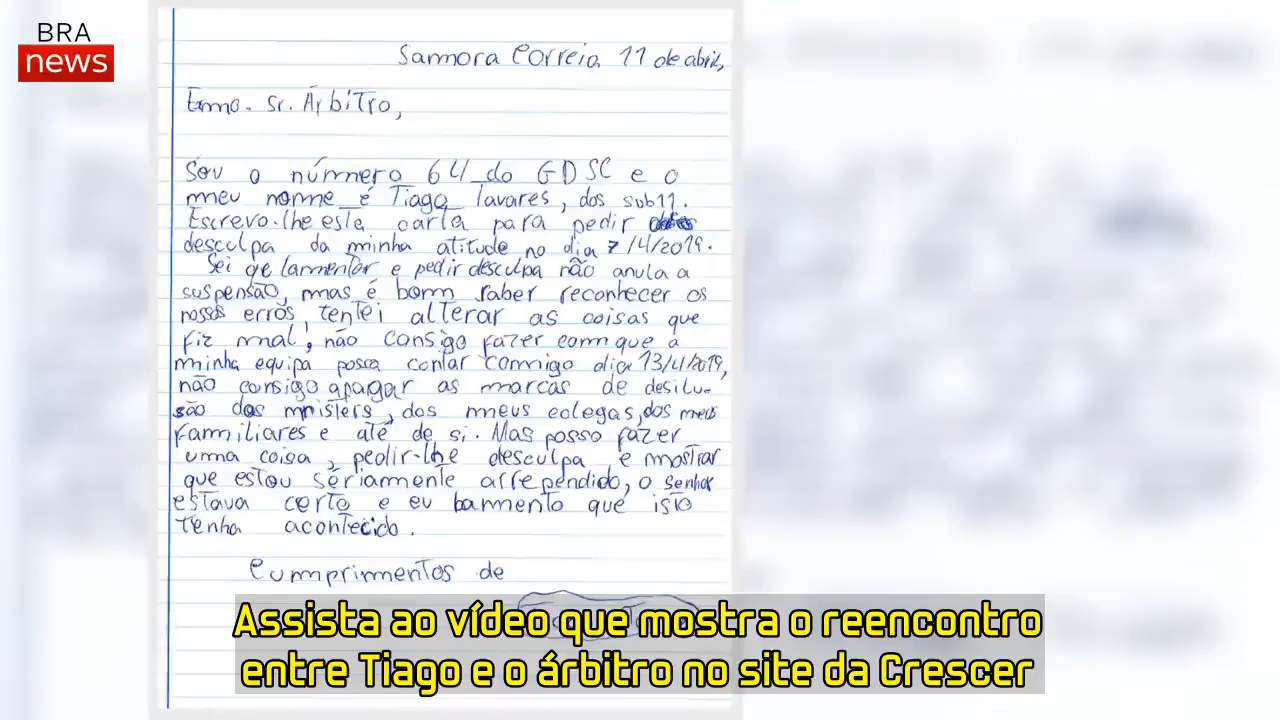 BRA
news
Samora Correia 11 de abril,
Exmo. Sr. Árbitro,
Sou o número 64 do GDSC e o
meu nome é Tiago Tavares, dos sub11.
Escrevo-lhe esta carta para pedir
desculpa da minha atitude no dia 7/4/2019.
Sei qe lamentar e pedir desculpa não anula a
suspensão, mas é bom saber reconhecer os
nossos erros, tentei alterar as coisas que
fiz mal, não consigo fazer com que a
minha equipa possa contar comigo dia 13/4/2019,
não consigo apagar as marcas de desilu-
são dos misters, dos meus colegas, dos meus
familiares e até de si. Mas posso fazer
uma coisa, pedir-lhe desculpa e mostrar
que estou sériamente arrependido, o senhor
estava certo e eu lamento que isto
tenha acontecido.
Cumprimentos de
Assista ao vídeo que mostra o reencontro
entre Tiago e o árbitro no site da Crescer